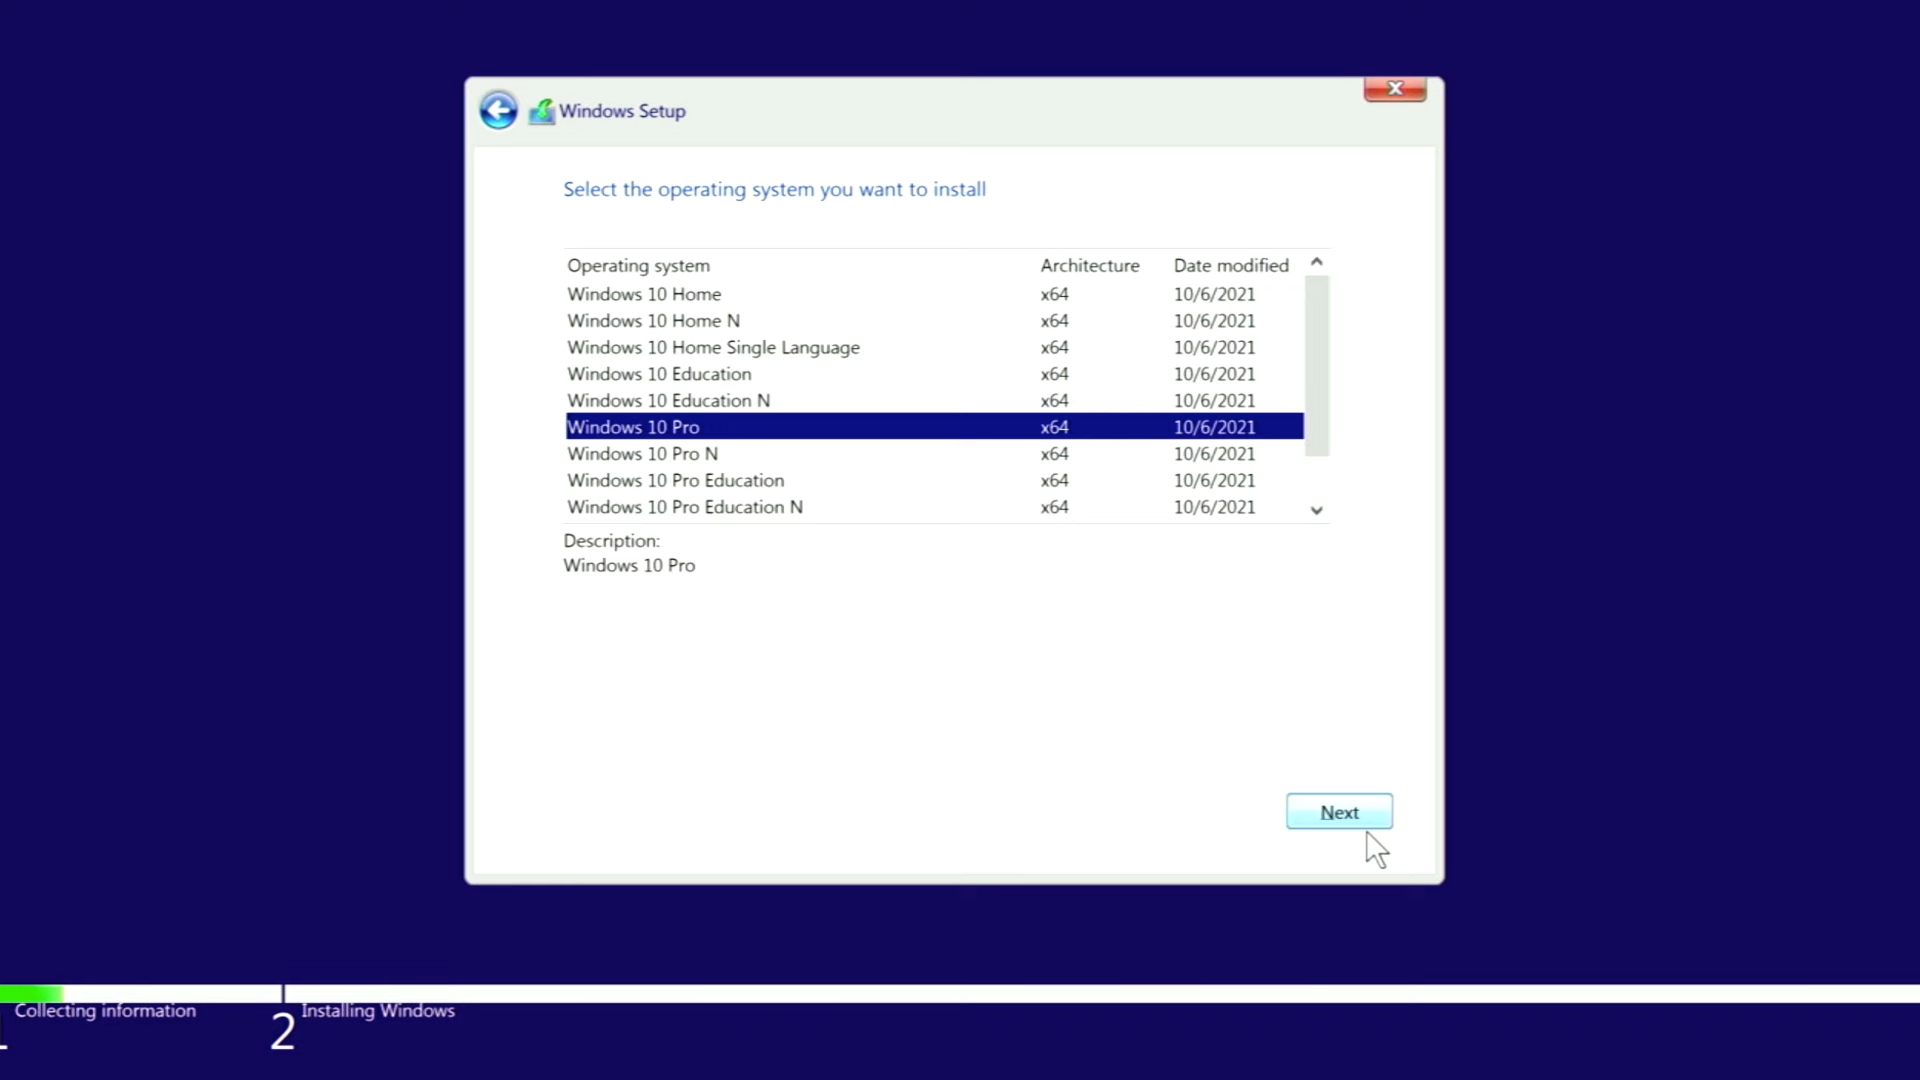 Windows Setup
Select the operating system you want to install
Operating system Architecture Date modified
Windows 10 Home x64 10/6/2021
Windows 10 Home N x64 10/6/2021
Windows 10 Home Single Language x64 10/6/2021
Windows 10 Education x64 10/6/2021
Windows 10 Education N x64 10/6/2021
Windows 10 Pro x64 10/6/2021
Windows 10 Pro N x64 10/6/2021
Windows 10 Pro Education x64 10/6/2021
Windows 10 Pro Education N x64 10/6/2021
Description:
Windows 10 Pro
Next
Collecting information
2 Installing Windows